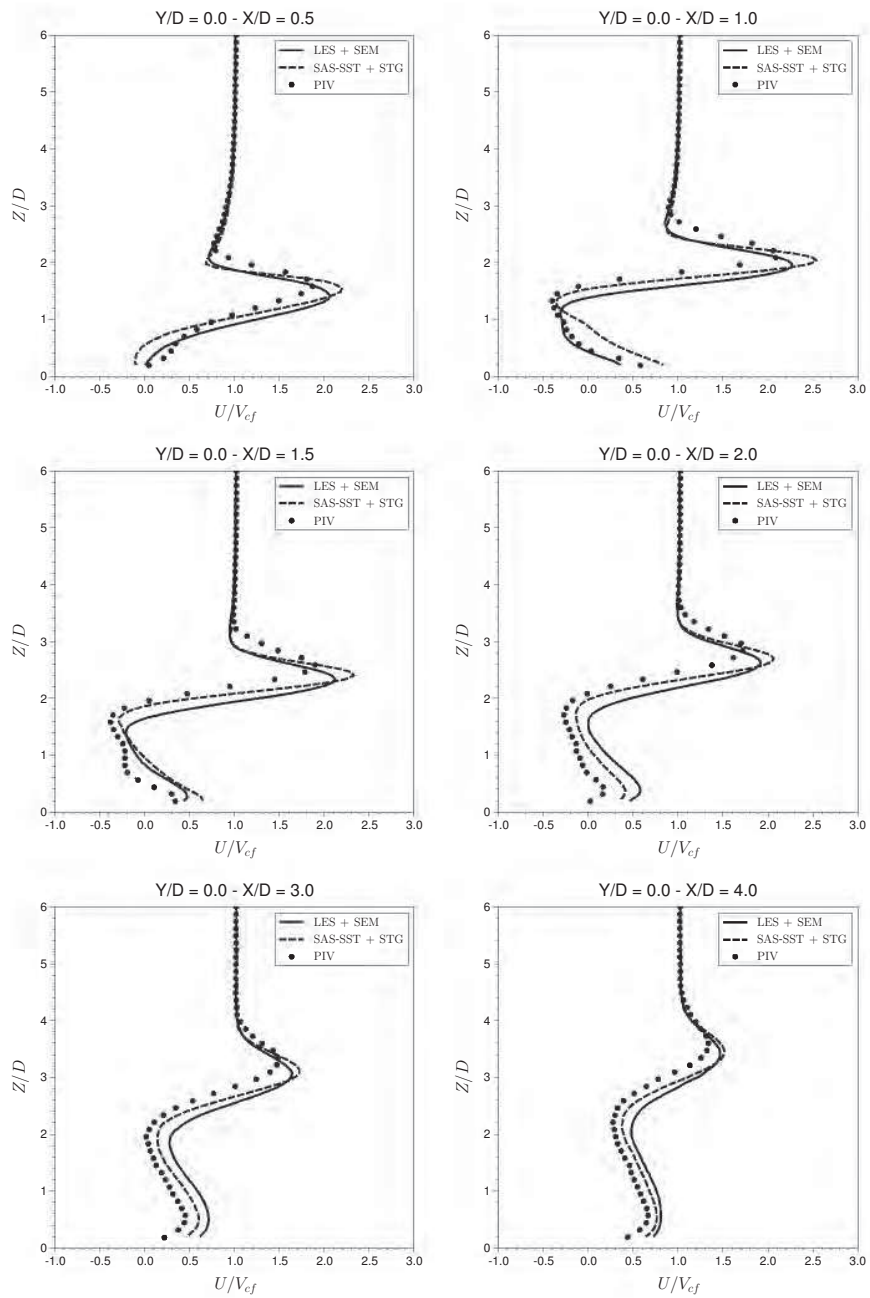 Y/D = 0.0 - X/D = 0.5
LES + SEM
SAS-SST + STG
PIV
6
5
4
3
2
1
0
Z/D
-1.0 -0.5 0.0 0.5 1.0 1.5 2.0 2.5 3.0
U/V_cf
Y/D = 0.0 - X/D = 1.0
LES + SEM
SAS-SST + STG
PIV
6
5
4
3
2
1
0
Z/D
-1.0 -0.5 0.0 0.5 1.0 1.5 2.0 2.5 3.0
U/V_cf
Y/D = 0.0 - X/D = 1.5
LES + SEM
SAS-SST + STG
PIV
6
5
4
3
2
1
0
Z/D
-1.0 -0.5 0.0 0.5 1.0 1.5 2.0 2.5 3.0
U/V_cf
Y/D = 0.0 - X/D = 2.0
LES + SEM
SAS-SST + STG
PIV
6
5
4
3
2
1
0
Z/D
-1.0 -0.5 0.0 0.5 1.0 1.5 2.0 2.5 3.0
U/V_cf
Y/D = 0.0 - X/D = 3.0
LES + SEM
SAS-SST + STG
PIV
6
5
4
3
2
1
0
Z/D
-1.0 -0.5 0.0 0.5 1.0 1.5 2.0 2.5 3.0
U/V_cf
Y/D = 0.0 - X/D = 4.0
LES + SEM
SAS-SST + STG
PIV
6
5
4
3
2
1
0
Z/D
-1.0 -0.5 0.0 0.5 1.0 1.5 2.0 2.5 3.0
U/V_cf